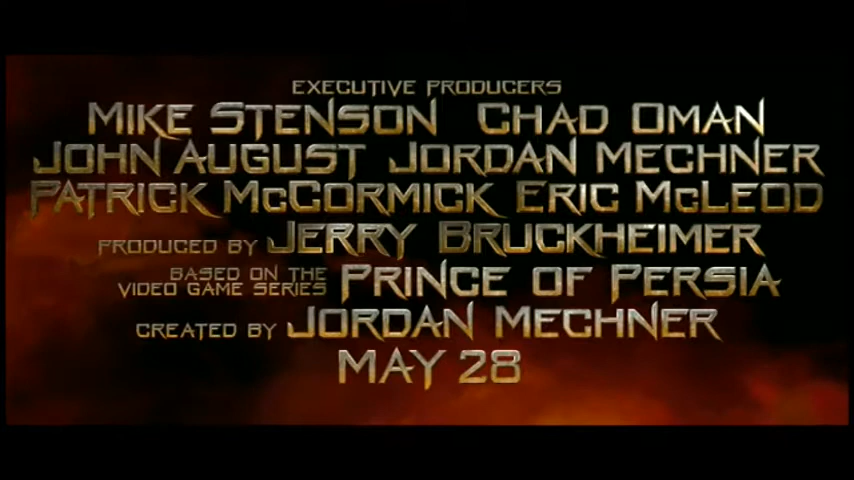 EXECUTIVE PRODUCERS
MIKE STENSON CHAD OMAN
JOHN AUGUST JORDAN MECHNER
PATRICK MCCORMICK ERIC MCLEOD
PRODUCED BY JERRY BRUCKHEIMER
BASED ON THE
VIDEO GAME SERIES PRINCE OF PERSIA
CREATED BY JORDAN MECHNER
MAY 28